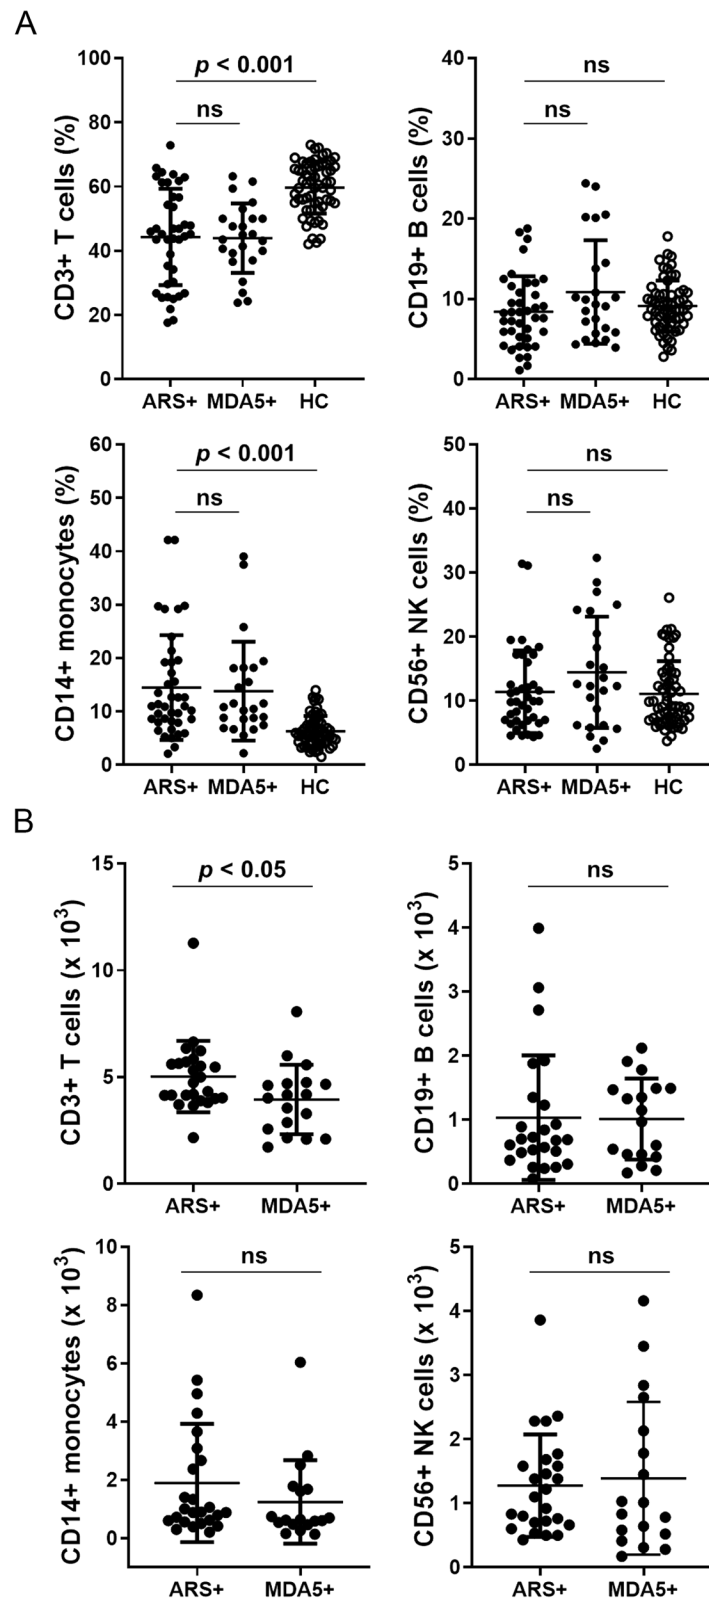 A
CD3+ T cells (%)
100
80
60
40
20
0
p < 0.001
ns
ARS+ MDA5+ HC
CD19+ B cells (%)
40
30
20
10
0
ns
ns
ARS+ MDA5+ HC
CD14+ monocytes (%)
60
50
40
30
20
10
0
p < 0.001
ns
ARS+ MDA5+ HC
CD56+ NK cells (%)
50
40
30
20
10
0
ns
ns
ARS+ MDA5+ HC
B
CD3+ T cells (x 10³)
15
10
5
0
p < 0.05
ARS+ MDA5+
CD19+ B cells (x 10³)
5
4
3
2
1
0
ns
ARS+ MDA5+
CD14+ monocytes (x 10³)
10
8
6
4
2
0
ns
ARS+ MDA5+
CD56+ NK cells (x 10³)
5
4
3
2
1
0
ns
ARS+ MDA5+